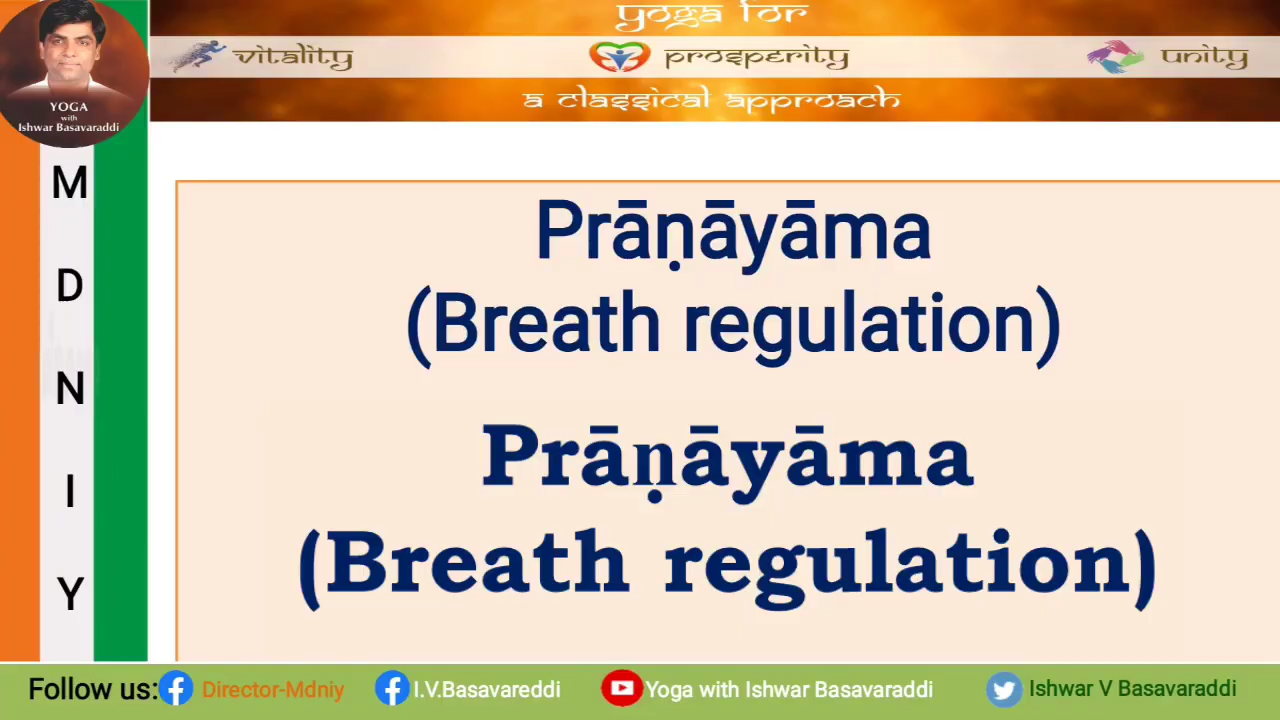 yoga for
vitality
prosperity
unity
a classical approach
YOGA
with
Ishwar Basavaraddi
M
D
N
I
Y
Prāṇāyāma
(Breath regulation)
Prāṇāyāma
(Breath regulation)
Follow us: Director-Mdniy I.V.Basavareddi Yoga with Ishwar Basavaraddi Ishwar V Basavaraddi